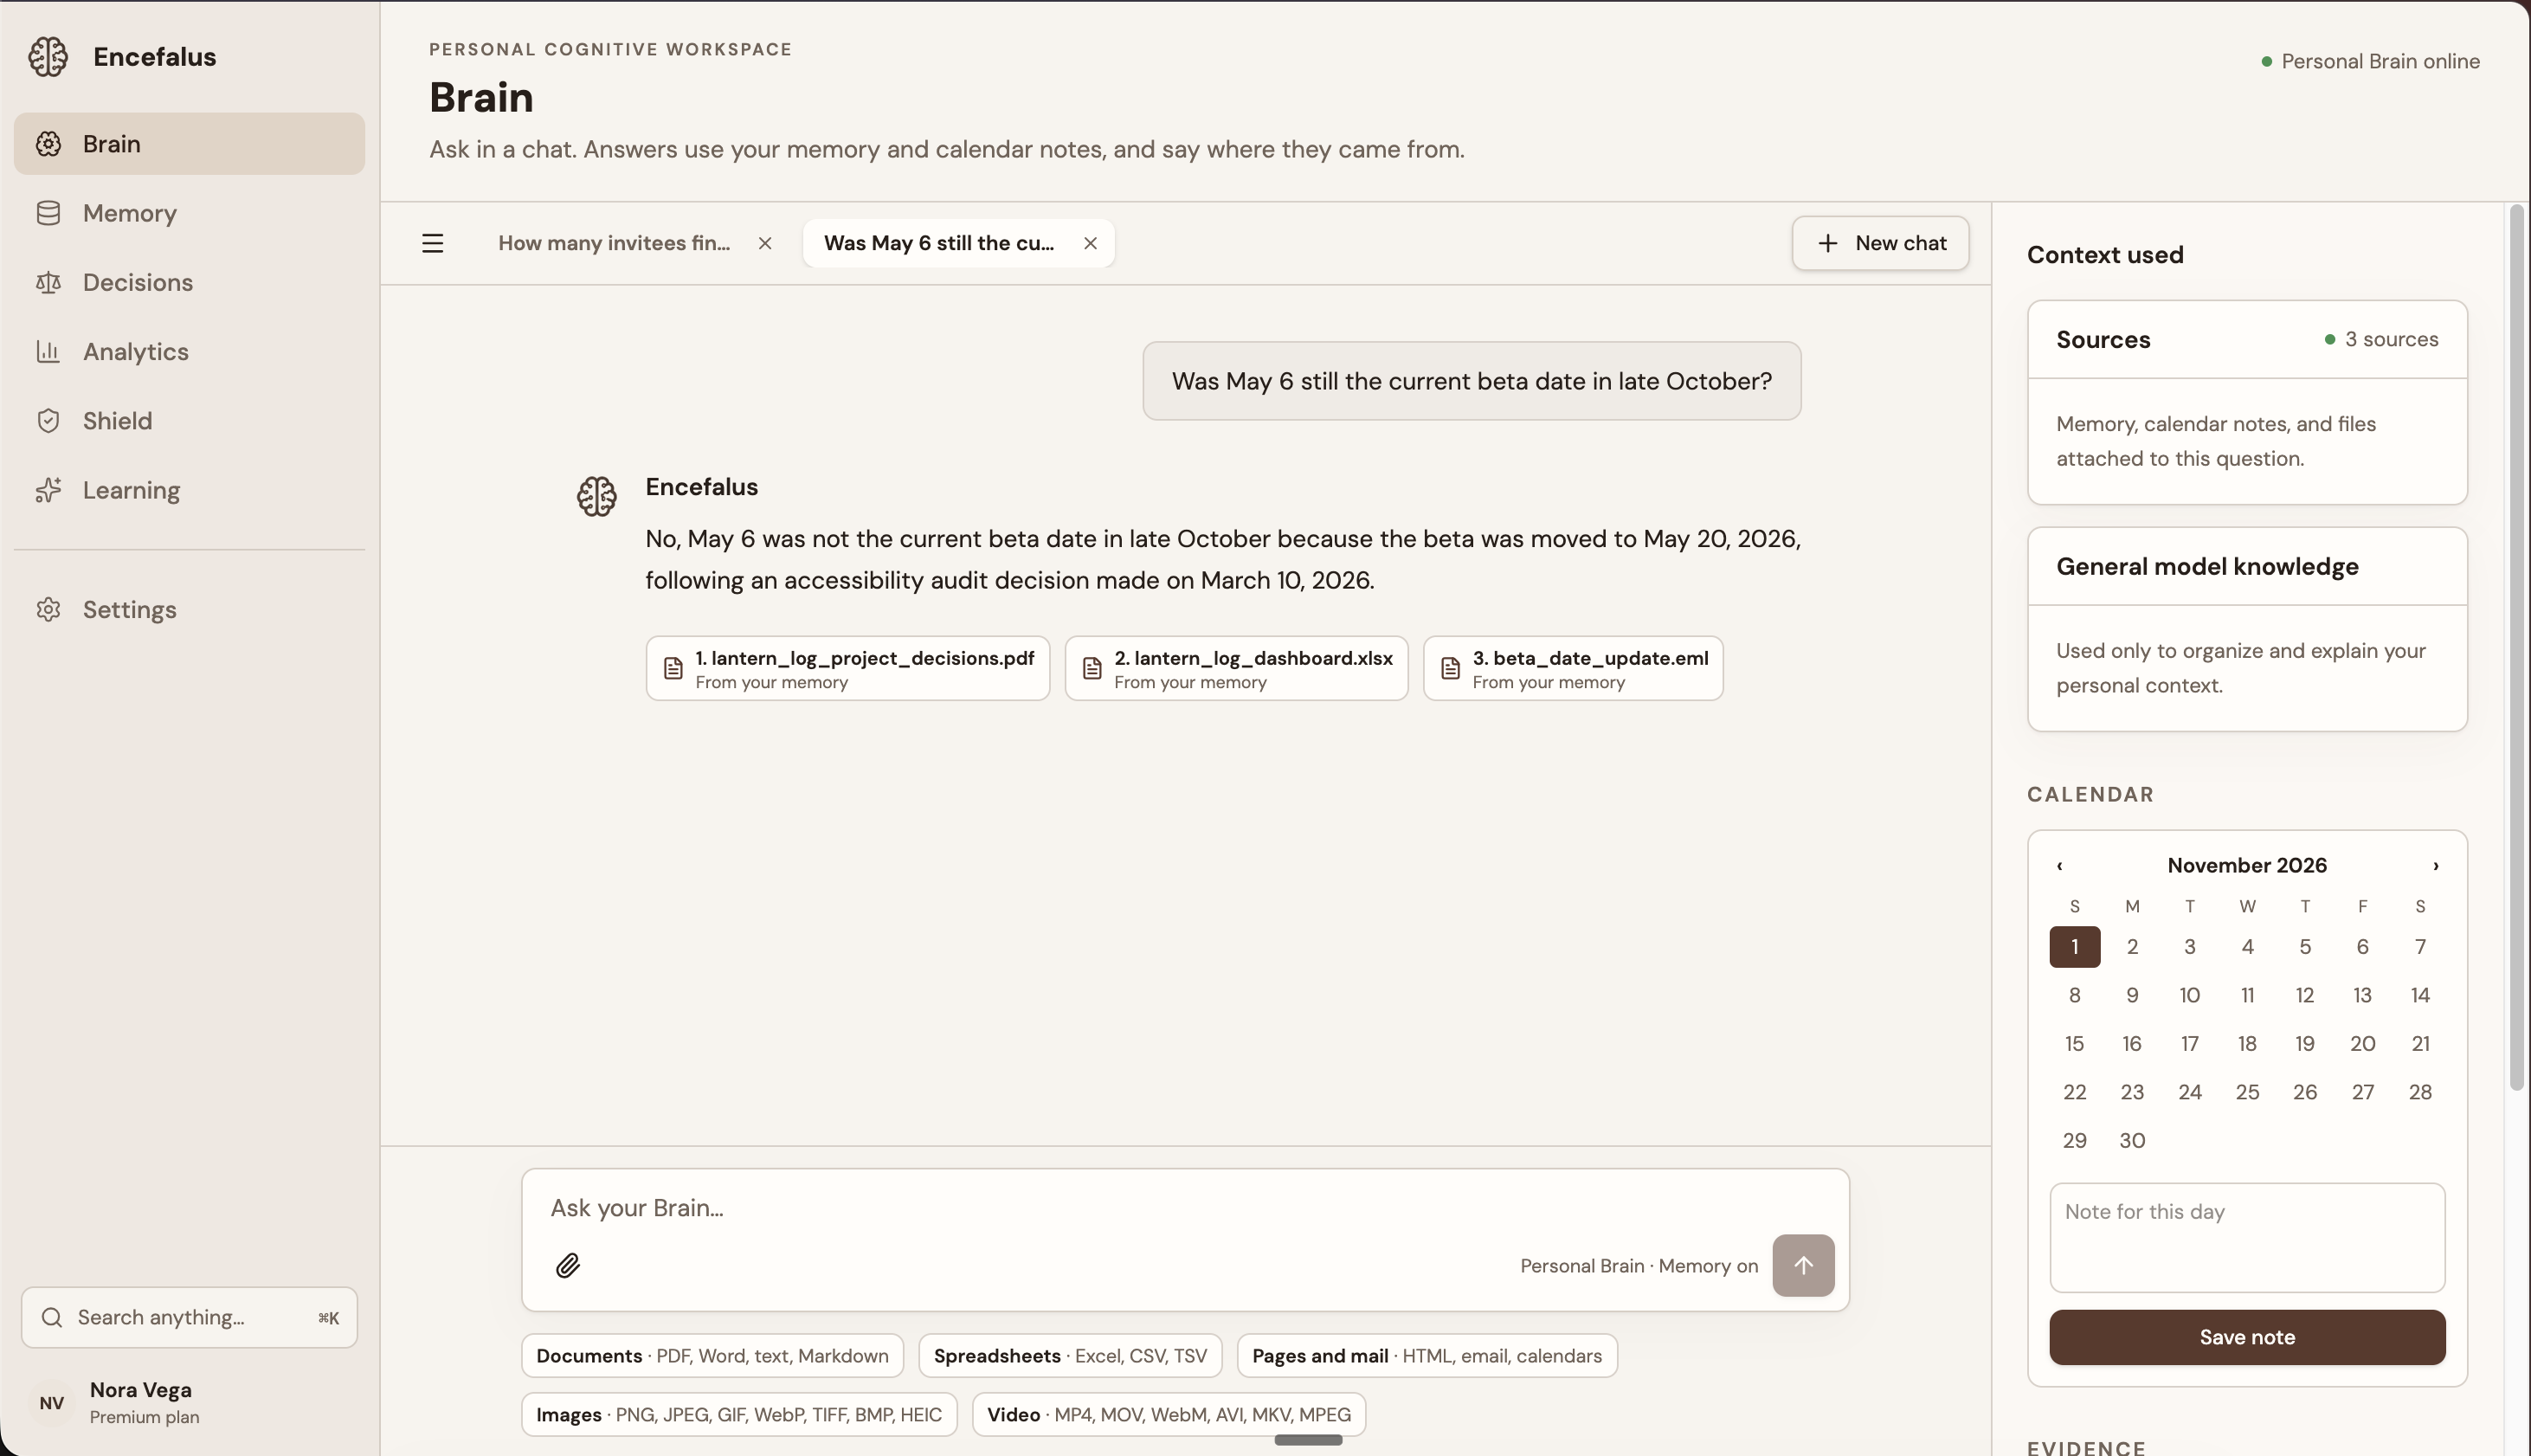 Encefalus
Brain
Memory
Decisions
Analytics
Shield
Learning
Settings
Search anything...
⌘K
NV
Nora Vega
Premium plan
PERSONAL COGNITIVE WORKSPACE
Brain
Ask in a chat. Answers use your memory and calendar notes, and say where they came from.
Personal Brain online
How many invitees fin...
Was May 6 still the cu...
New chat
Was May 6 still the current beta date in late October?
Encefalus
No, May 6 was not the current beta date in late October because the beta was moved to May 20, 2026,
following an accessibility audit decision made on March 10, 2026.
1. lantern_log_project_decisions.pdf
From your memory
2. lantern_log_dashboard.xlsx
From your memory
3. beta_date_update.eml
From your memory
Ask your Brain...
Personal Brain · Memory on
Documents · PDF, Word, text, Markdown
Spreadsheets · Excel, CSV, TSV
Pages and mail · HTML, email, calendars
Images · PNG, JPEG, GIF, WebP, TIFF, BMP, HEIC
Video · MP4, MOV, WebM, AVI, MKV, MPEG
Context used
Sources
3 sources
Memory, calendar notes, and files
attached to this question.
General model knowledge
Used only to organize and explain your
personal context.
CALENDAR
‹ November 2026 ›
S M T W T F S
1 2 3 4 5 6 7
8 9 10 11 12 13 14
15 16 17 18 19 20 21
22 23 24 25 26 27 28
29 30
Note for this day
Save note
EVIDENCE